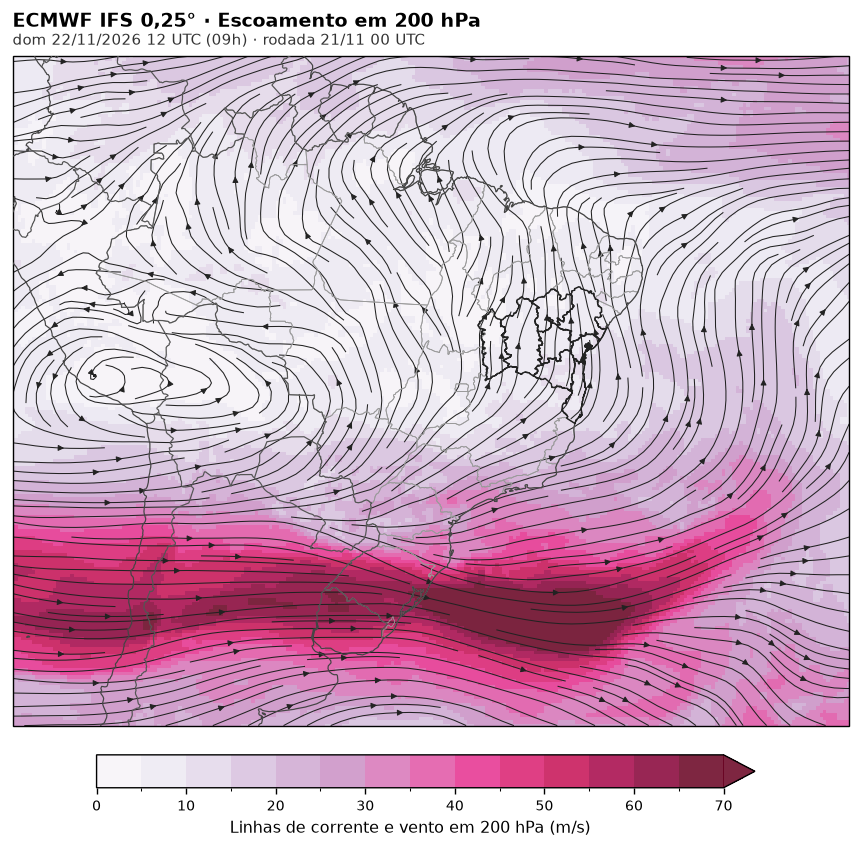 ECMWF IFS 0,25° · Escoamento em 200 hPa
dom 22/11/2026 12 UTC (09h) · rodada 21/11 00 UTC
0 10 20 30 40 50 60 70
Linhas de corrente e vento em 200 hPa (m/s)